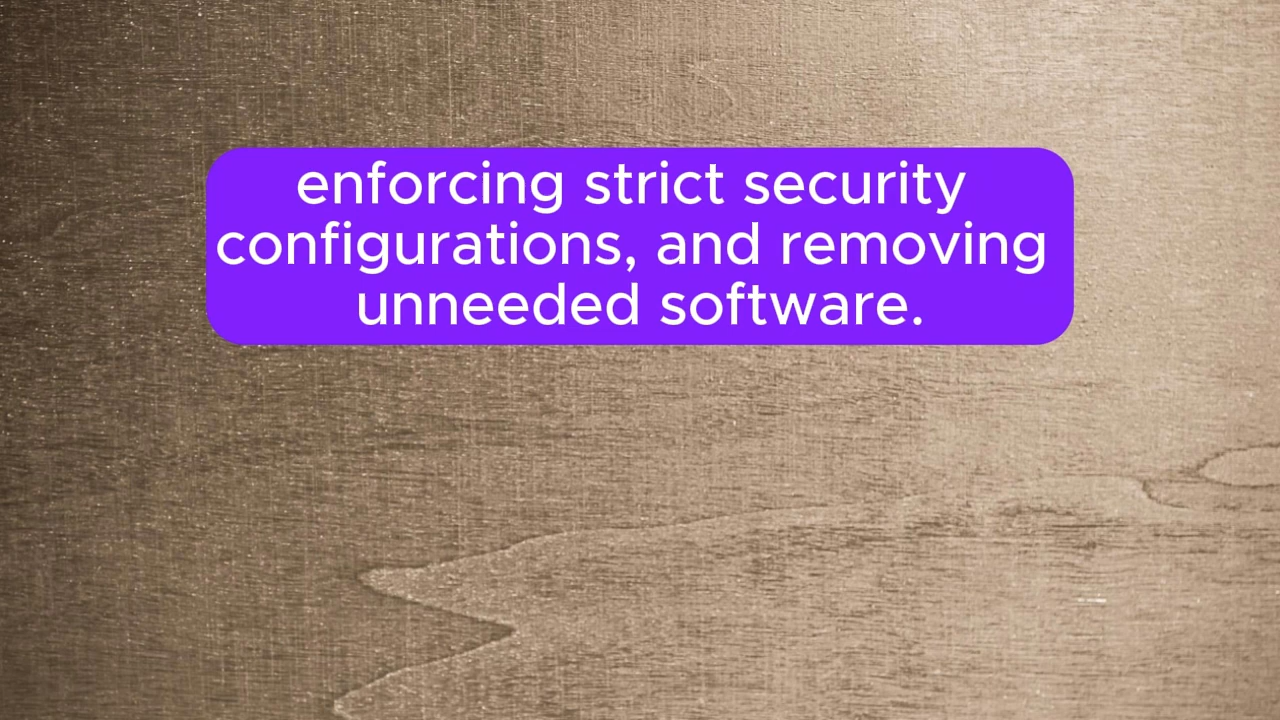 enforcing strict security
configurations, and removing
unneeded software.